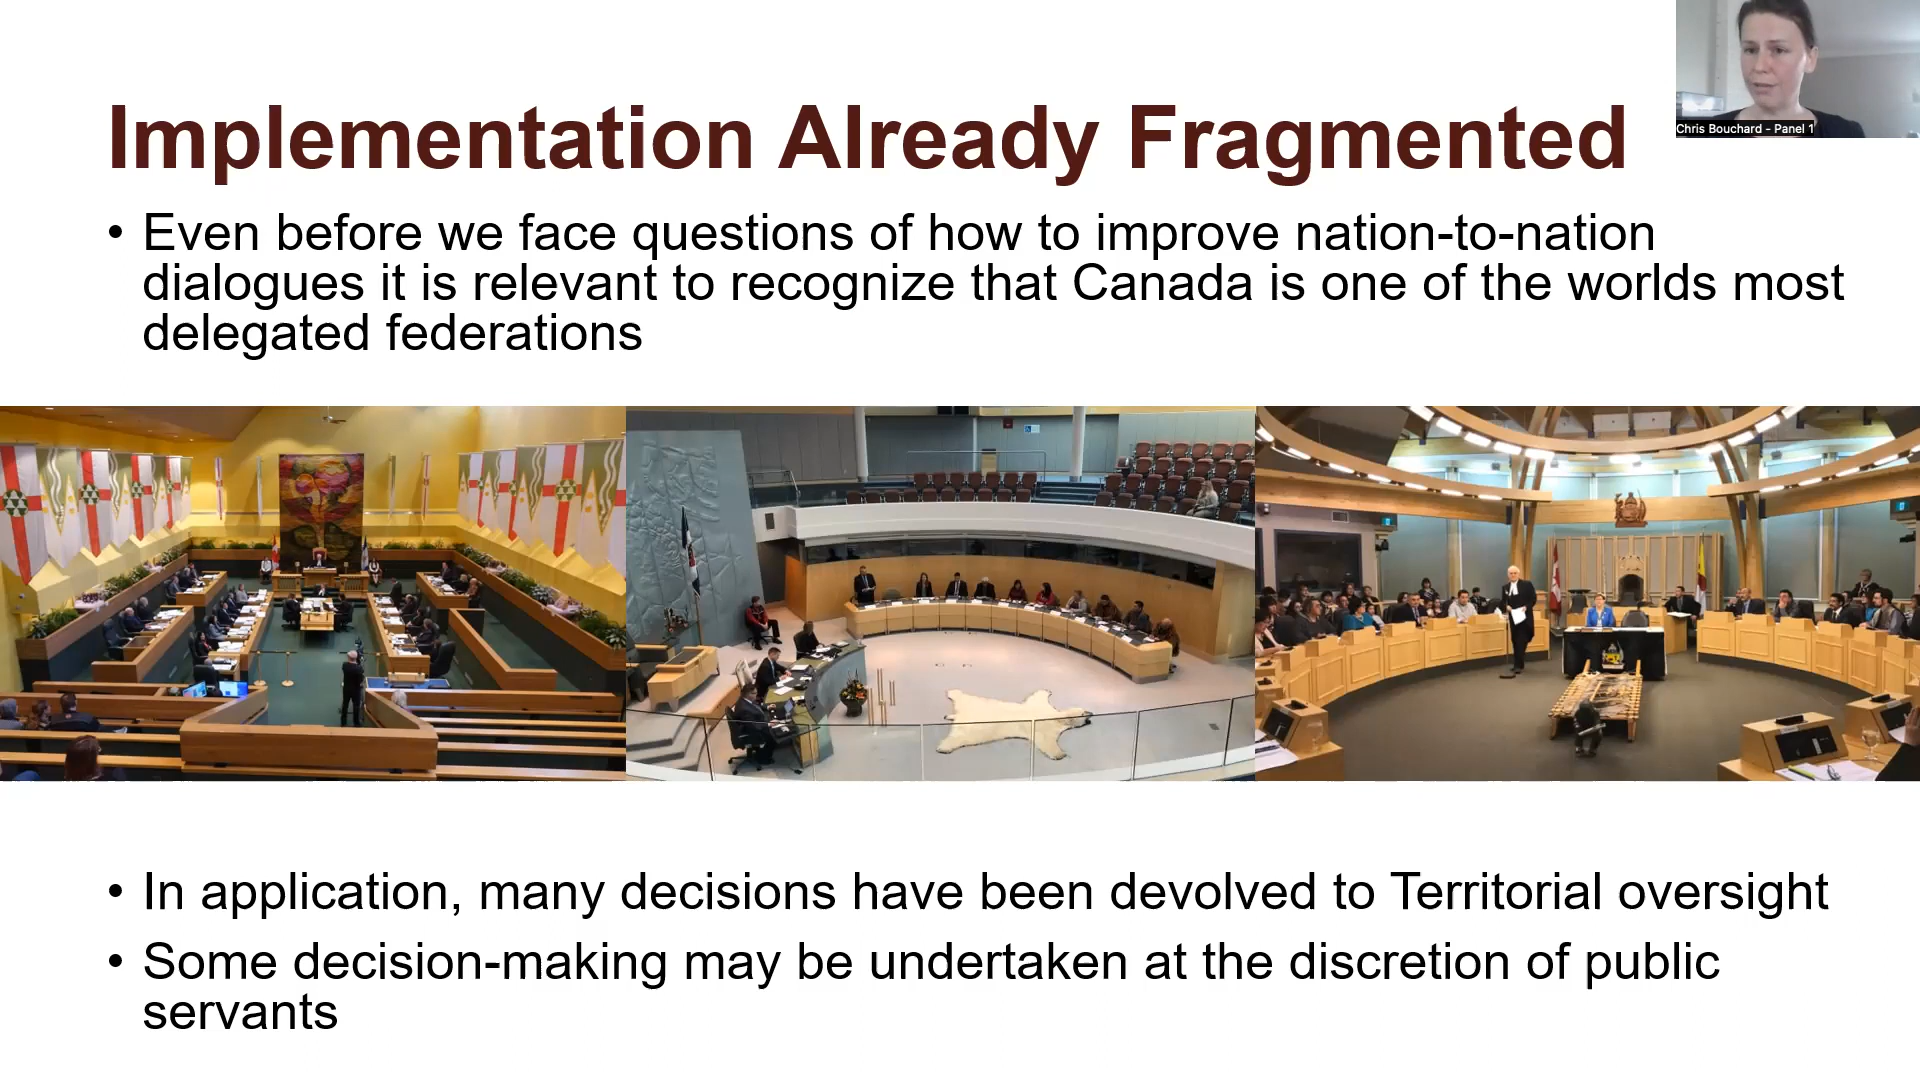 Chris Bouchard - Panel 1
Implementation Already Fragmented
• Even before we face questions of how to improve nation-to-nation
dialogues it is relevant to recognize that Canada is one of the worlds most
delegated federations
• In application, many decisions have been devolved to Territorial oversight
• Some decision-making may be undertaken at the discretion of public
servants